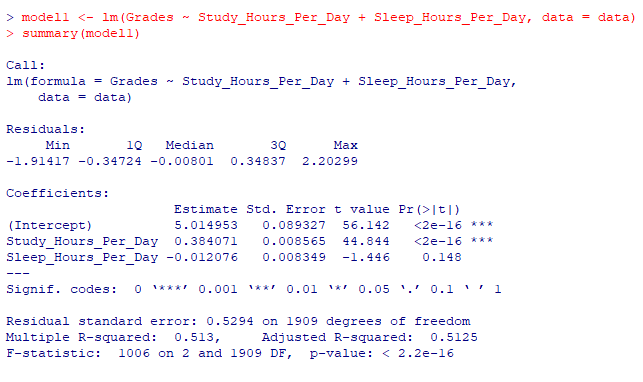 > model1 <- lm(Grades ~ Study_Hours_Per_Day + Sleep_Hours_Per_Day, data = data)
> summary(model1)
Call:
lm(formula = Grades ~ Study_Hours_Per_Day + Sleep_Hours_Per_Day,
    data = data)
Residuals:
     Min       1Q   Median       3Q      Max
-1.91417 -0.34724 -0.00801  0.34837  2.20299
Coefficients:
                     Estimate Std. Error t value Pr(>|t|)
(Intercept)          5.014953   0.089327  56.142   <2e-16 ***
Study_Hours_Per_Day  0.384071   0.008565  44.844   <2e-16 ***
Sleep_Hours_Per_Day -0.012076   0.008349  -1.446    0.148
---
Signif. codes:  0 ‘***’ 0.001 ‘**’ 0.01 ‘*’ 0.05 ‘.’ 0.1 ‘ ’ 1
Residual standard error: 0.5294 on 1909 degrees of freedom
Multiple R-squared:  0.513,     Adjusted R-squared:  0.5125
F-statistic:  1006 on 2 and 1909 DF,  p-value: < 2.2e-16